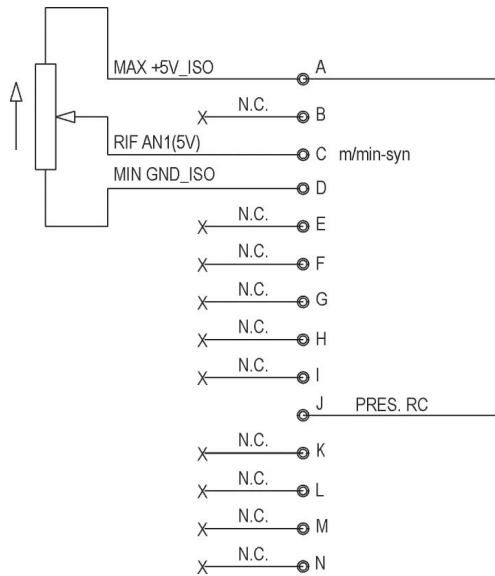 MAX +5V_ISO A
N.C. B
RIF AN1(5V) C m/min-syn
MIN GND_ISO D
N.C. E
N.C. F
N.C. G
N.C. H
N.C. I
J PRES. RC
N.C. K
N.C. L
N.C. M
N.C. N